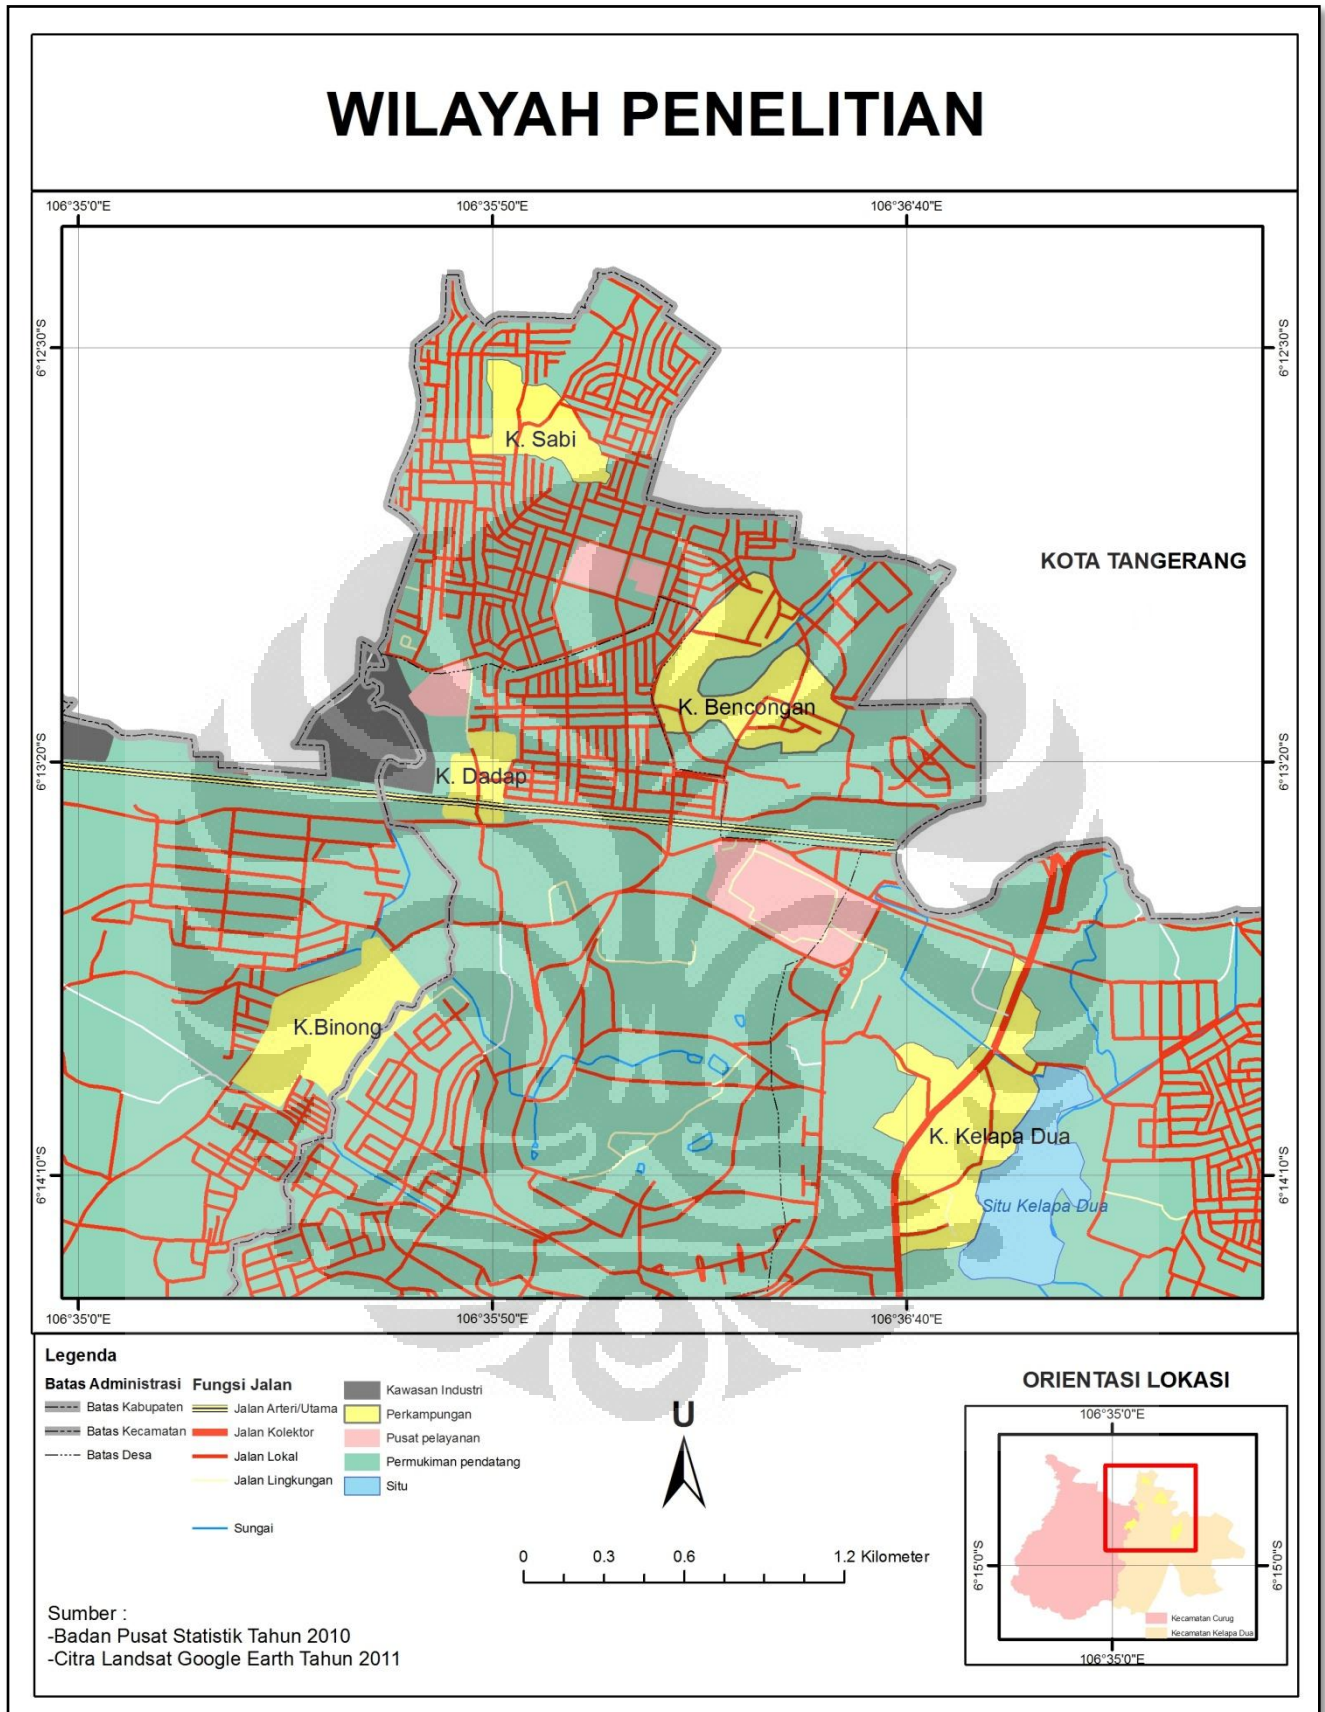 WILAYAH PENELITIAN
106°35'0"E
106°35'50"E
106°36'40"E
6°12'30"S
6°12'30"S
K. Sabi
KOTA TANGERANG
K. Bencongan
6°13'20"S
6°13'20"S
K. Dadap
K.Binong
K. Kelapa Dua
6°14'10"S
6°14'10"S
Situ Kelapa Dua
106°35'0"E
106°35'50"E
106°36'40"E
Legenda
Batas Administrasi
Batas Kabupaten
Batas Kecamatan
Batas Desa
Fungsi Jalan
Jalan Arteri/Utama
Jalan Kolektor
Jalan Lokal
Jalan Lingkungan
Sungai
Kawasan Industri
Perkampungan
Pusat pelayanan
Permukiman pendatang
Situ
U
0 0.3 0.6 1.2 Kilometer
ORIENTASI LOKASI
106°35'0"E
6°15'0"S
6°15'0"S
Kecamatan Curug
Kecamatan Kelapa Dua
106°35'0"E
Sumber :
-Badan Pusat Statistik Tahun 2010
-Citra Landsat Google Earth Tahun 2011